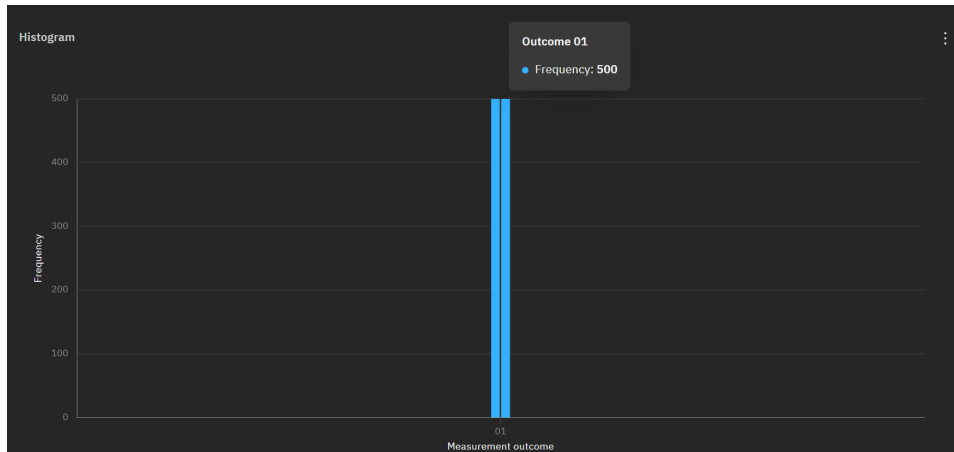 Histogram
Outcome 01
Frequency: 500
500
400
300
200
100
0
Frequency
01
Measurement outcome